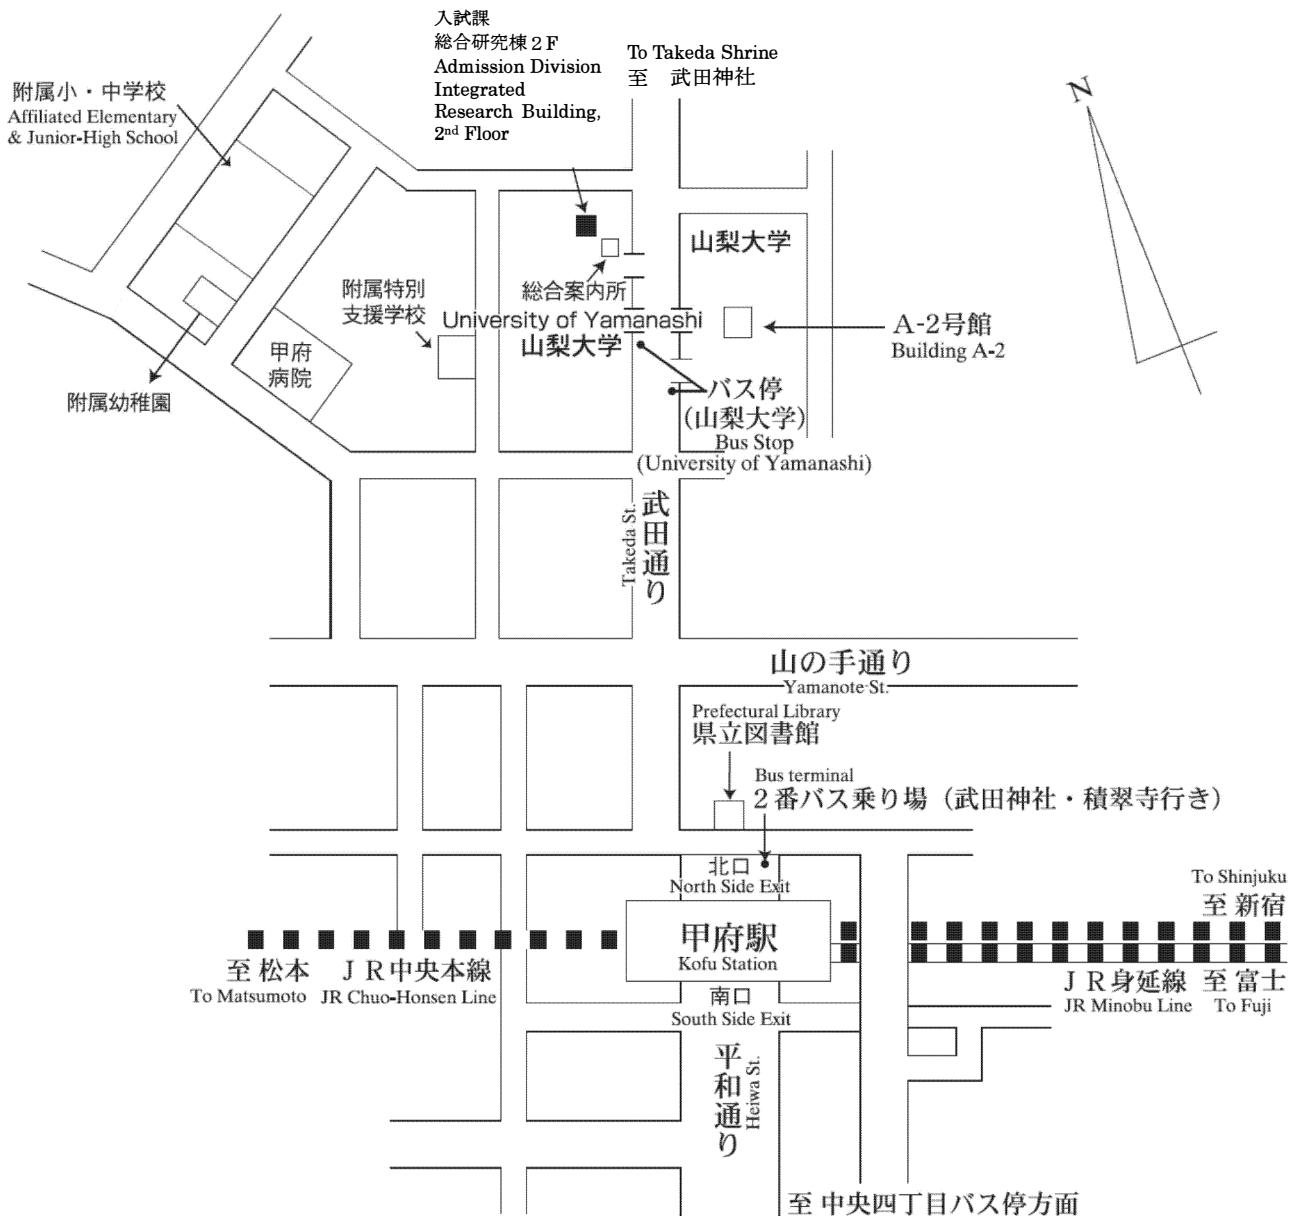 入試課
総合研究棟２F
Admission Division
Integrated
Research Building,
2nd Floor
To Takeda Shrine
至　武田神社
N
附属小・中学校
Affiliated Elementary
& Junior-High School
山梨大学
附属特別
支援学校
総合案内所
University of Yamanashi
山梨大学
A-2号館
Building A-2
甲府
病院
附属幼稚園
バス停
(山梨大学)
Bus Stop
(University of Yamanashi)
武田通り
Takeda St.
山の手通り
Yamanote St.
Prefectural Library
県立図書館
Bus terminal
２番バス乗り場（武田神社・積翠寺行き）
北口
North Side Exit
To Shinjuku
至 新宿
甲府駅
Kofu Station
至 松本
To Matsumoto
ＪＲ中央本線
JR Chuo-Honsen Line
ＪＲ身延線
JR Minobu Line
至 富士
To Fuji
南口
South Side Exit
平和通り
Heiwa St.
至 中央四丁目バス停方面